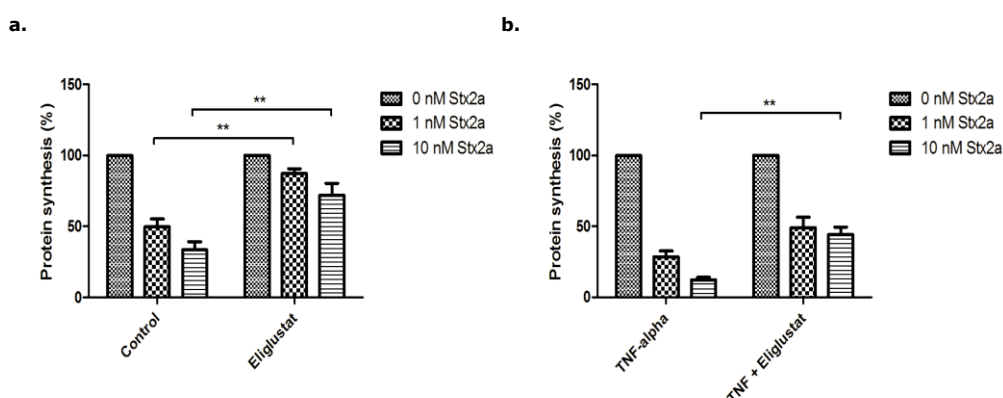 a.
150
100
50
0
Protein synthesis (%)
**
**
0 nM Stx2a
1 nM Stx2a
10 nM Stx2a
Control
Eliglustat
b.
150
100
50
0
Protein synthesis (%)
**
0 nM Stx2a
1 nM Stx2a
10 nM Stx2a
TNF-alpha
TNF + Eliglustat